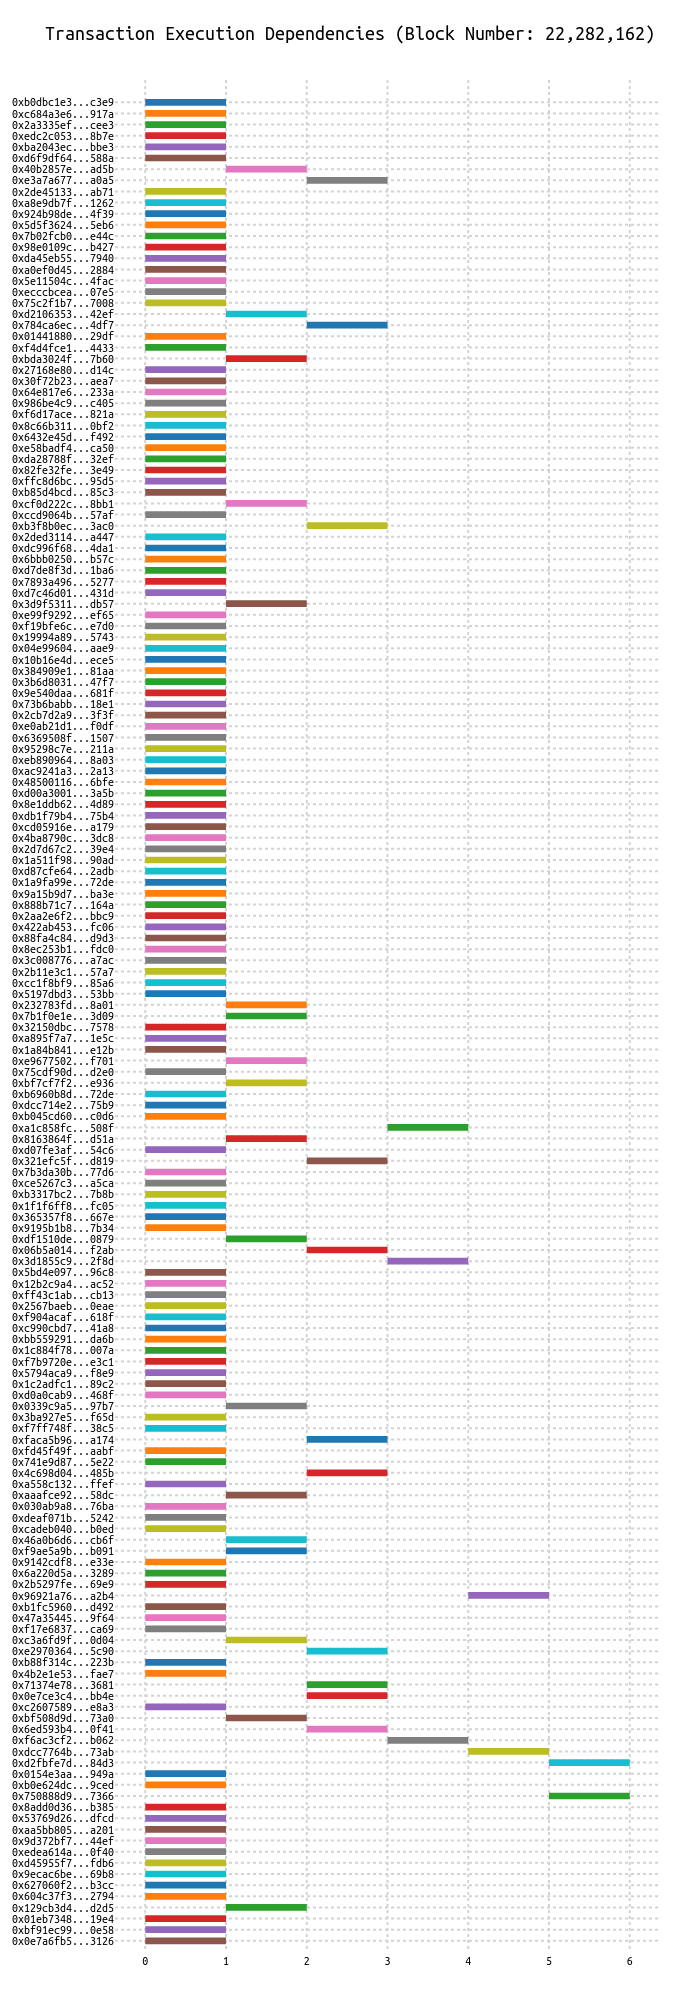 Transaction Execution Dependencies (Block Number: 22,282,162)
0xb0dbc1e3...c3e9
0xc684a3e6...917a
0x2a3335ef...cee3
0xedc2c053...8b7e
0xba2043ec...bbe3
0xd6f9df64...588a
0x40b2857e...ad5b
0xe3a7a677...a0a5
0x2de45133...ab71
0xa8e9db7f...1262
0x924b98de...4f39
0x5d5f3624...5eb6
0x7b02fcb0...e44c
0x98e0109c...b427
0xda45eb55...7940
0xa0ef0d45...2884
0x5e11504c...4fac
0xecccbcea...07e5
0x75c2f1b7...7008
0xd2106353...42ef
0x784ca6ec...4df7
0x01441880...29df
0xf4d4fce1...4433
0xbda3024f...7b60
0x27168e80...d14c
0x30f72b23...aea7
0x64e817e6...233a
0x986be4c9...c405
0xf6d17ace...821a
0x8c66b311...0bf2
0x6432e45d...f492
0xe58badf4...ca50
0xda28788f...32ef
0x82fe32fe...3e49
0xffc8d6bc...95d5
0xb85d4bcd...85c3
0xcf0d222c...8bb1
0xccd9064b...57af
0xb3f8b0ec...3ac0
0x2ded3114...a447
0xdc996f68...4da1
0x6bbb0250...b57c
0xd7de8f3d...1ba6
0x7893a496...5277
0xd7c46d01...431d
0x3d9f5311...db57
0xe99f9292...ef65
0xf19bfe6c...e7d0
0x19994a89...5743
0x04e99604...aae9
0x10b16e4d...ece5
0x384909e1...81aa
0x3b6d8031...47f7
0x9e540daa...681f
0x73b6babb...18e1
0x2cb7d2a9...3f3f
0xe0ab21d1...f0df
0x6369508f...1507
0x95298c7e...211a
0xeb890964...8a03
0xac9241a3...2a13
0x48500116...6bfe
0xd00a3001...3a5b
0x8e1ddb62...4d89
0xdb1f79b4...75b4
0xcd05916e...a179
0x4ba8790c...3dc8
0x2d7d67c2...39e4
0x1a511f98...90ad
0xd87cfe64...2adb
0x1a9fa99e...72de
0x9a15b9d7...ba3e
0x888b71c7...164a
0x2aa2e6f2...bbc9
0x422ab453...fc06
0x88fa4c84...d9d3
0x8ec253b1...fdc0
0x3c008776...a7ac
0x2b11e3c1...57a7
0xcc1f8bf9...85a6
0x5197dbd3...53bb
0x232783fd...8a01
0x7b1f0e1e...3d09
0x32150dbc...7578
0xa895f7a7...1e5c
0x1a84b841...e12b
0xe9677502...f701
0x75cdf90d...d2e0
0xbf7cf7f2...e936
0xb6960b8d...72de
0xdcc714e2...75b9
0xb045cd60...c0d6
0xa1c858fc...508f
0x8163864f...d51a
0xd07fe3af...54c6
0x321efc5f...d819
0x7b3da30b...77d6
0xce5267c3...a5ca
0xb3317bc2...7b8b
0x1f1f6ff8...fc05
0x365357f8...667e
0x9195b1b8...7b34
0xdf1510de...0879
0x06b5a014...f2ab
0x3d1855c9...2f8d
0x5bd4e097...96c8
0x12b2c9a4...ac52
0xff43c1ab...cb13
0x2567baeb...0eae
0xf904acaf...618f
0xc990cbd7...41a8
0xbb559291...da6b
0x1c884f78...007a
0xf7b9720e...e3c1
0x5794aca9...f8e9
0x1c2adfc1...89c2
0xd0a0cab9...468f
0x0339c9a5...97b7
0x3ba927e5...f65d
0xf7ff748f...38c5
0xfaca5b96...a174
0xfd45f49f...aabf
0x741e9d87...5e22
0x4c698d04...485b
0xa558c132...ffef
0xaaafce92...58dc
0x030ab9a8...76ba
0xdeaf071b...5242
0xcadeb040...b0ed
0x46a0b6d6...cb6f
0xf9ae5a9b...b091
0x9142cdf8...e33e
0x6a220d5a...3289
0x2b5297fe...69e9
0x96921a76...a2b4
0xb1fc5960...d492
0x47a35445...9f64
0xf17e6837...ca69
0xc3a6fd9f...0d04
0xe2970364...5c90
0xb88f314c...223b
0x4b2e1e53...fae7
0x71374e78...3681
0x0e7ce3c4...bb4e
0xc2607589...e8a3
0xbf508d9d...73a0
0x6ed593b4...0f41
0xf6ac3cf2...b062
0xdcc7764b...73ab
0xd2fbfe7d...84d3
0x0154e3aa...949a
0xb0e624dc...9ced
0x750888d9...7366
0x8add0d36...b385
0x53769d26...dfcd
0xaa5bb805...a201
0x9d372bf7...44ef
0xedea614a...0f40
0xd45955f7...fdb6
0x9ecac6be...69b8
0x627060f2...b3cc
0x604c37f3...2794
0x129cb3d4...d2d5
0x01eb7348...19e4
0xbf91ec99...0e58
0x0e7a6fb5...3126
0 1 2 3 4 5 6